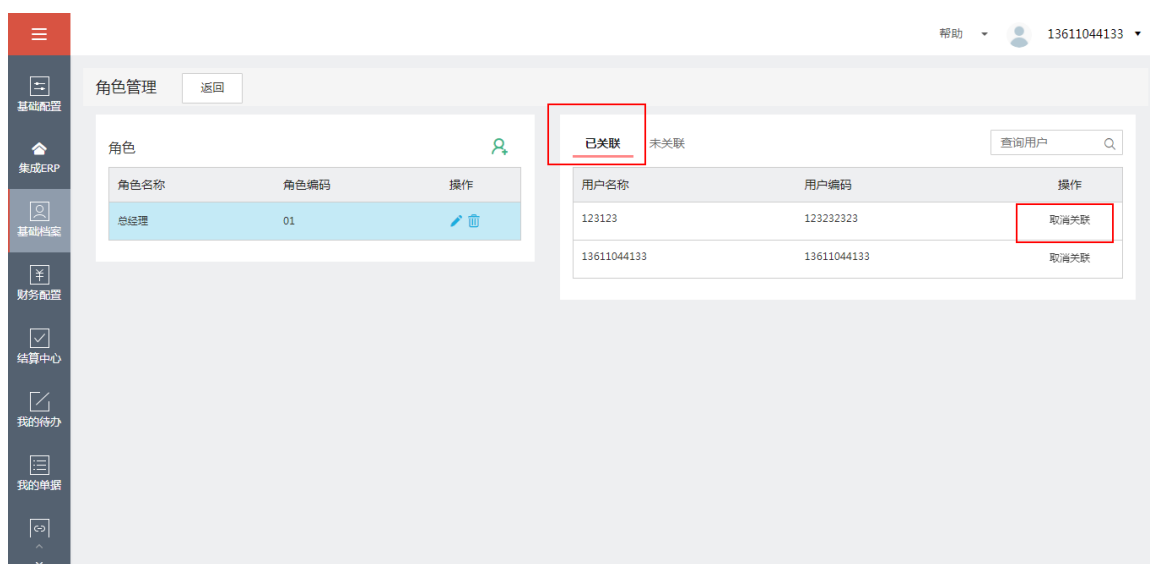 帮助
13611044133
基础配置
集成ERP
基础档案
财务配置
结算中心
我的待办
我的单据
角色管理
返回
角色
角色名称 角色编码 操作
总经理 01
已关联 未关联
查询用户
用户名称 用户编码 操作
123123 123232323 取消关联
13611044133 13611044133 取消关联